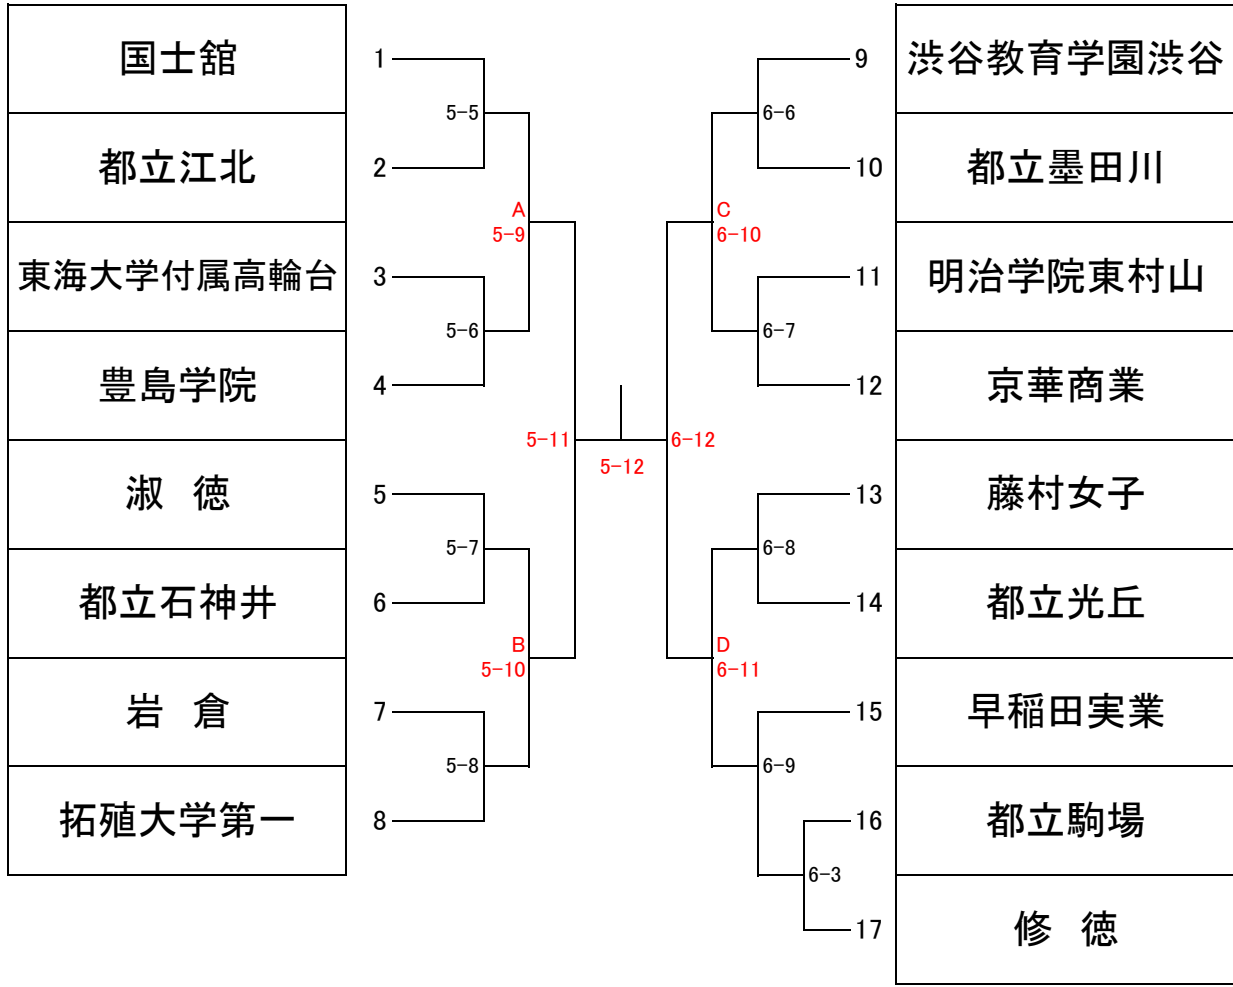 国士舘
1
5-5
都立江北
2
A
5-9
東海大学付属高輪台
3
5-6
豊島学院
4
5-11
淑 徳
5
5-7
都立石神井
6
B
5-10
岩 倉
7
5-8
拓殖大学第一
8
5-12
9
渋谷教育学園渋谷
6-6
10
都立墨田川
C
6-10
11
明治学院東村山
6-7
12
京華商業
6-12
13
藤村女子
6-8
14
都立光丘
D
6-11
15
早稲田実業
6-9
16
都立駒場
6-3
17
修 徳